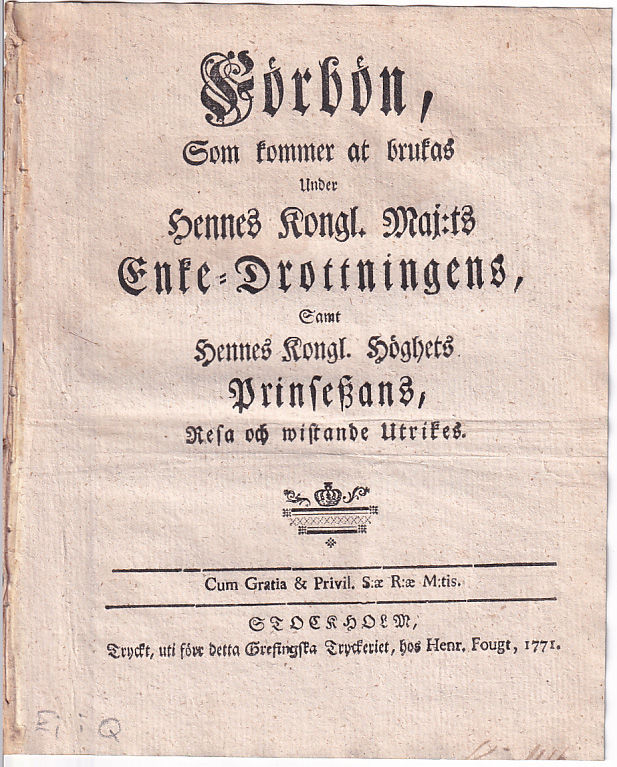 Förbön,
Som kommer at brukas
Under
Hennes Kongl. Maj:ts
Enke-Drottningens,
Samt
Hennes Kongl. Höghets
Prinseßans,
Resa och wistande Utrikes.
Cum Gratia & Privil. S:æ R:æ M:tis.
STOCKHOLM,
Tryckt, uti förr detta Grefingska Tryckeriet, hos Henr. Fougt, 1771.